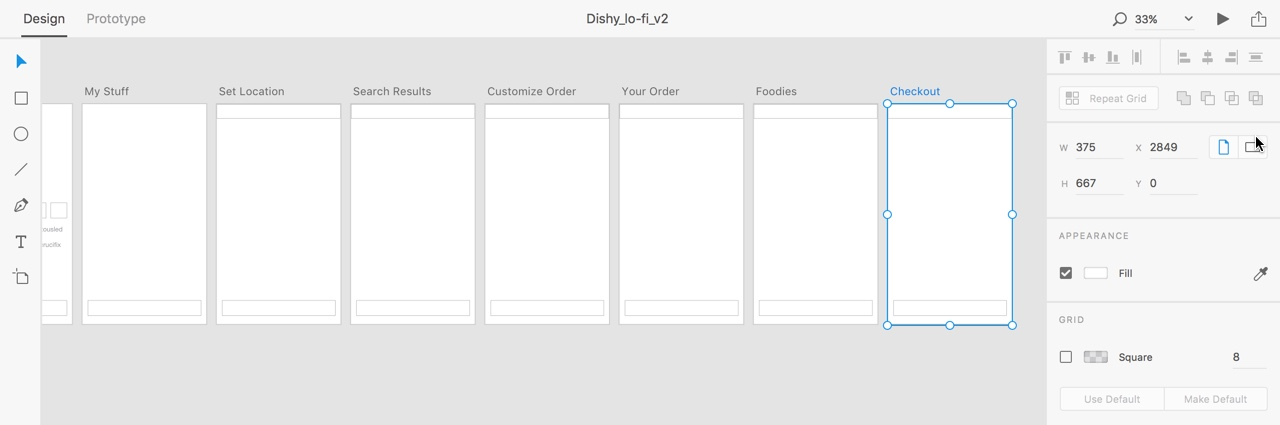 Design Prototype Dishy_lo-fi_v2 33%
My Stuff Set Location Search Results Customize Order Your Order Foodies Checkout
Repeat Grid
W 375 X 2849
H 667 Y 0
ousled
rucifix
APPEARANCE
Fill
GRID
Square 8
Use Default Make Default